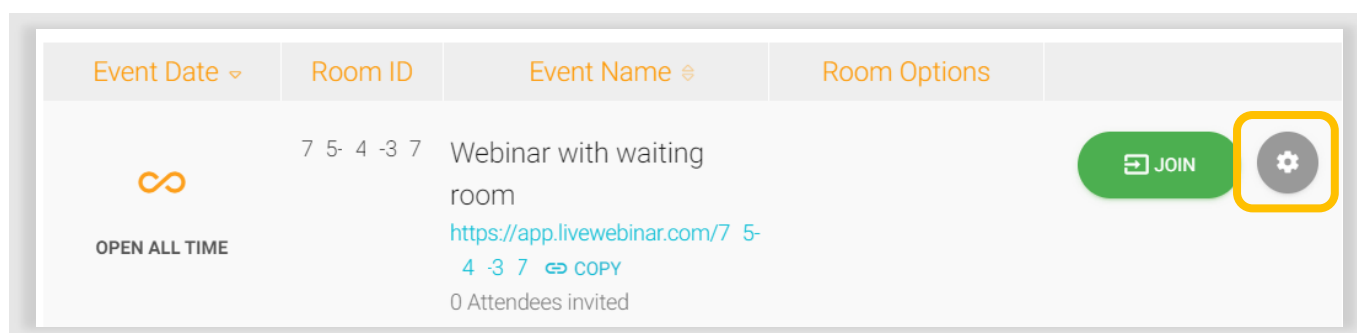 Event Date Room ID Event Name Room Options
7 5- 4 -3 7 Webinar with waiting
room
JOIN
https://app.livewebinar.com/7 5-
4 -3 7 COPY
OPEN ALL TIME
0 Attendees invited